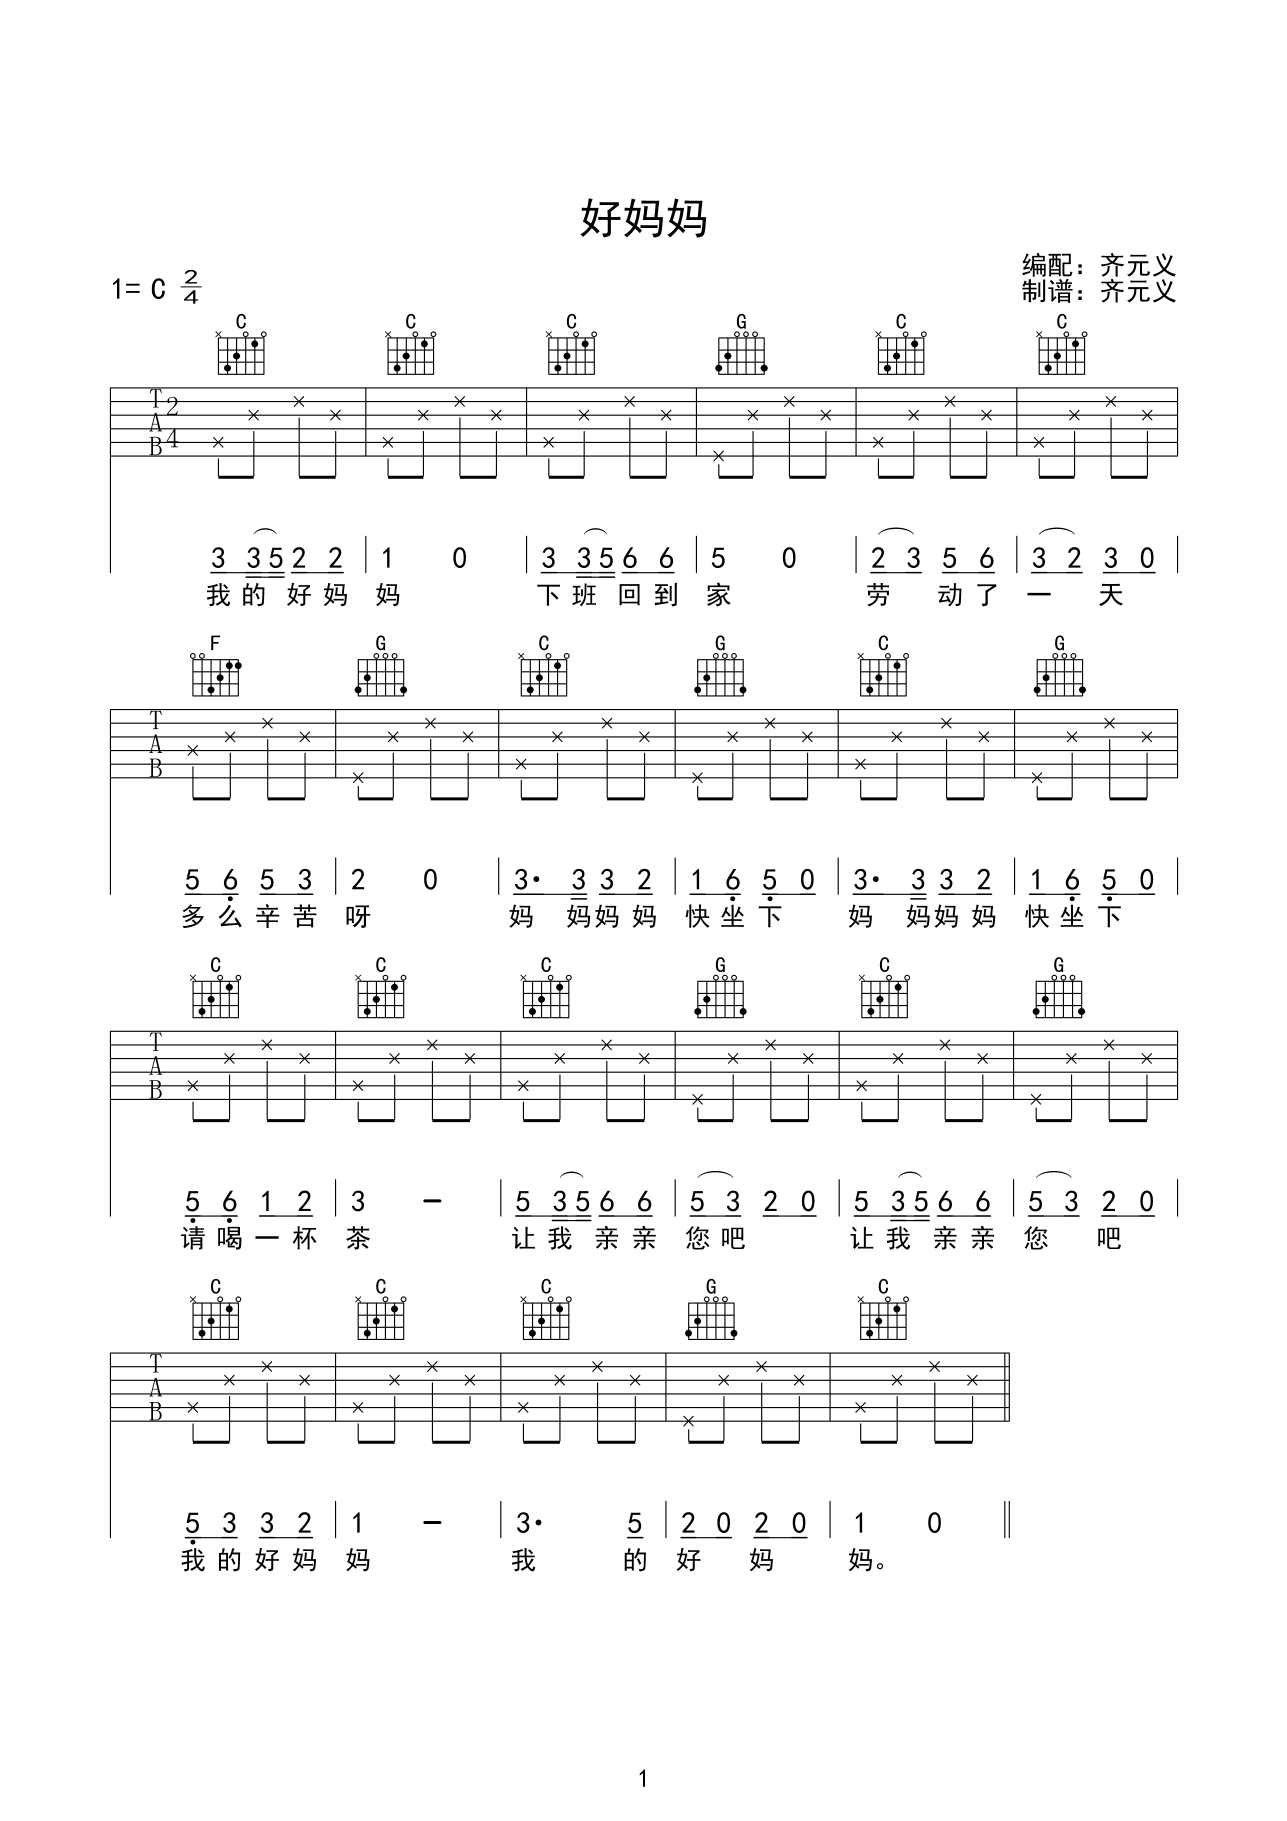 好妈妈
1= C 2/4
编配：齐元义
制谱：齐元义
C C C G C C
T A B 2 4
3 3 5 2 2 | 1 0 | 3 3 5 6 6 | 5 0 | 2 3 5 6 | 3 2 3 0 |
我 的 好 妈 妈 下 班 回 到 家 劳 动 了 一 天
F G C G C G
T A B
5 6̣ 5 3 | 2 0 | 3· 3 3 2 | 1 6̣ 5̣ 0 | 3· 3 3 2 | 1 6̣ 5̣ 0 |
多 么 辛 苦 呀 妈 妈 妈 妈 快 坐 下 妈 妈 妈 妈 快 坐 下
C C C G C G
T A B
5̣ 6̣ 1 2 | 3 – | 5 3 5 6 6 | 5 3 2 0 | 5 3 5 6 6 | 5 3 2 0 |
请 喝 一 杯 茶 让 我 亲 亲 您 吧 让 我 亲 亲 您 吧
C C C G C
T A B
5̣ 3 3 2 | 1 – | 3· 5 | 2 0 2 0 | 1 0 ‖
我 的 好 妈 妈 我 的 好 妈 妈。
1